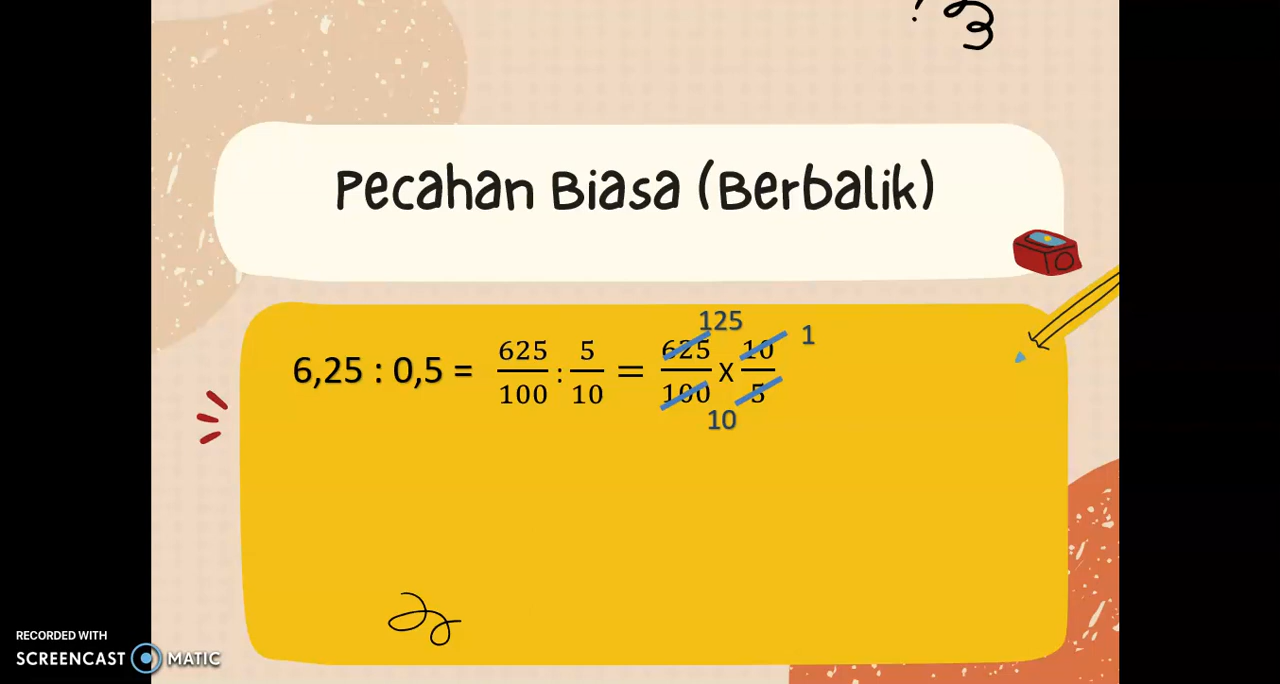 Pecahan Biasa (Berbalik)
125
6,25 : 0,5 = 625/100 : 5/10 = 625/100 x 10/5 1
10
RECORDED WITH
SCREENCAST MATIC